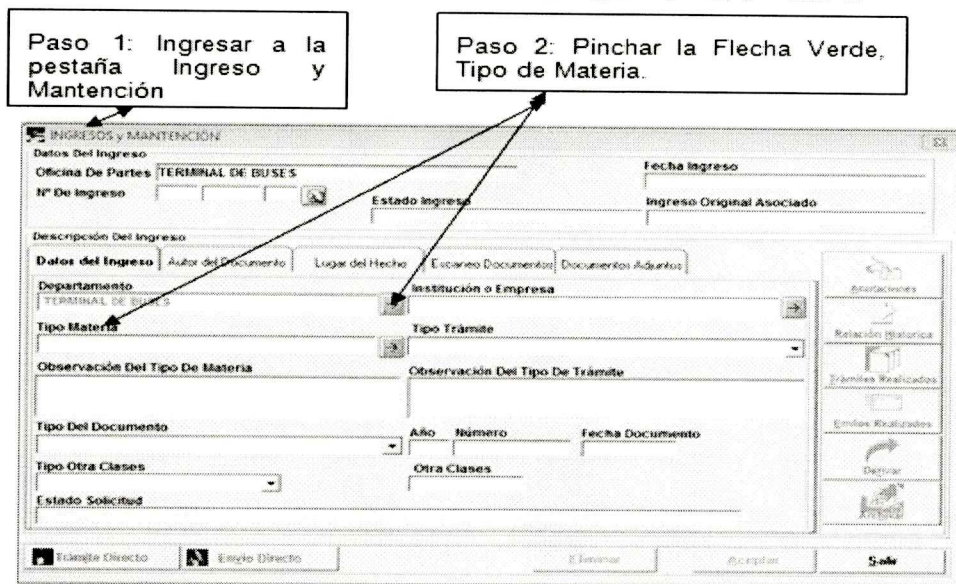 Paso 1: Ingresar a la
pestaña Ingreso y
Mantención
Paso 2: Pinchar la Flecha Verde,
Tipo de Materia.
INGRESOS y MANTENCIÓN
Datos Del Ingreso
Oficina De Partes TERMINAL DE BUSES
Fecha Ingreso
Nº De Ingreso
Estado Ingreso
Ingreso Original Asociado
Descripción Del Ingreso
Datos del Ingreso Autor del Documento Lugar del Hecho Escaneo Documentos Documentos Adjuntos
Departamento
Institución o Empresa
TERMINAL DE BUSES
Anotaciones
Tipo Materia
Tipo Trámite
Relación Historica
Observación Del Tipo De Materia
Observación Del Tipo De Trámite
Trámites Realizados
Envios Realizados
Tipo Del Documento
Año Número Fecha Documento
Derivar
Tipo Otra Clases
Otra Clases
Archivar
Estado Solicitud
Trámite Directo
Envio Directo
Eliminar
Aceptar
Salir